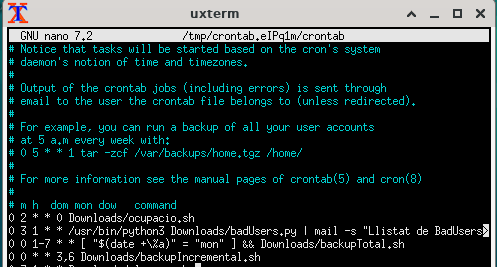 uxterm
GNU nano 7.2 /tmp/crontab.eIPq1m/crontab
# Notice that tasks will be started based on the cron's system
# daemon's notion of time and timezones.
#
# Output of the crontab jobs (including errors) is sent through
# email to the user the crontab file belongs to (unless redirected).
#
# For example, you can run a backup of all your user accounts
# at 5 a.m every week with:
# 0 5 * * 1 tar -zcf /var/backups/home.tgz /home/
#
# For more information see the manual pages of crontab(5) and cron(8)
#
# m h  dom mon dow   command
0 2 * * 0 Downloads/ocupacio.sh
0 3 1 * * /usr/bin/python3 Downloads/badUsers.py | mail -s "Llistat de BadUsers>
0 0 1-7 * * [ "$(date +\%a)" = "mon" ] && Downloads/backupTotal.sh
0 0 * * 3,6 Downloads/backupIncremental.sh